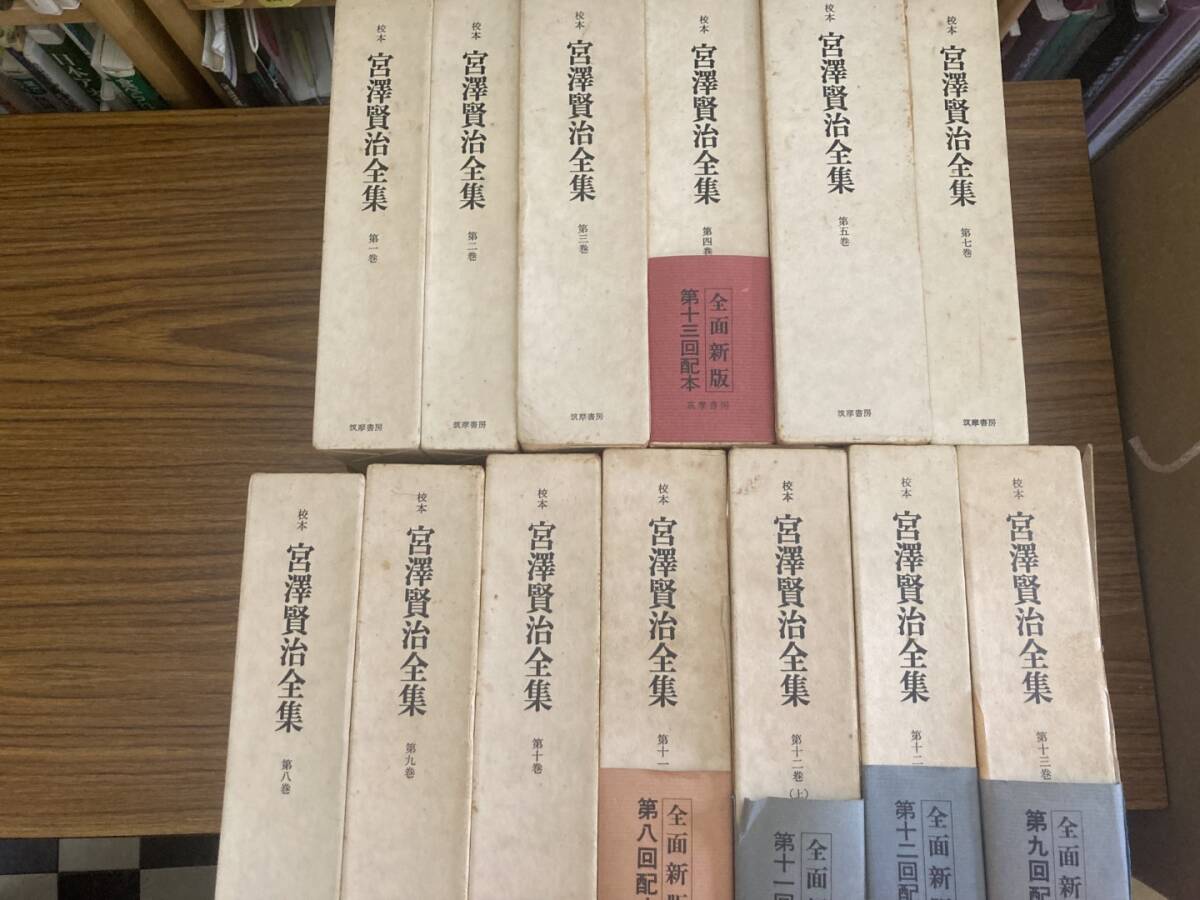 校本
宮澤賢治全集
第一巻
筑摩書房
校本
宮澤賢治全集
第二巻
筑摩書房
校本
宮澤賢治全集
第三巻
筑摩書房
校本
宮澤賢治全集
第四巻
全面新版
第十三回配本
筑摩書房
校本
宮澤賢治全集
第五巻
筑摩書房
校本
宮澤賢治全集
第七巻
筑摩書房
校本
宮澤賢治全集
第八巻
校本
宮澤賢治全集
第九巻
校本
宮澤賢治全集
第十巻
校本
宮澤賢治全集
第十一
全面新版
第八回配本
校本
宮澤賢治全集
第十二巻(上)
全面
第十一回
校本
宮澤賢治全集
第十二
全面新版
第十二回配
校本
宮澤賢治全集
第十三巻
全面新
第九回配